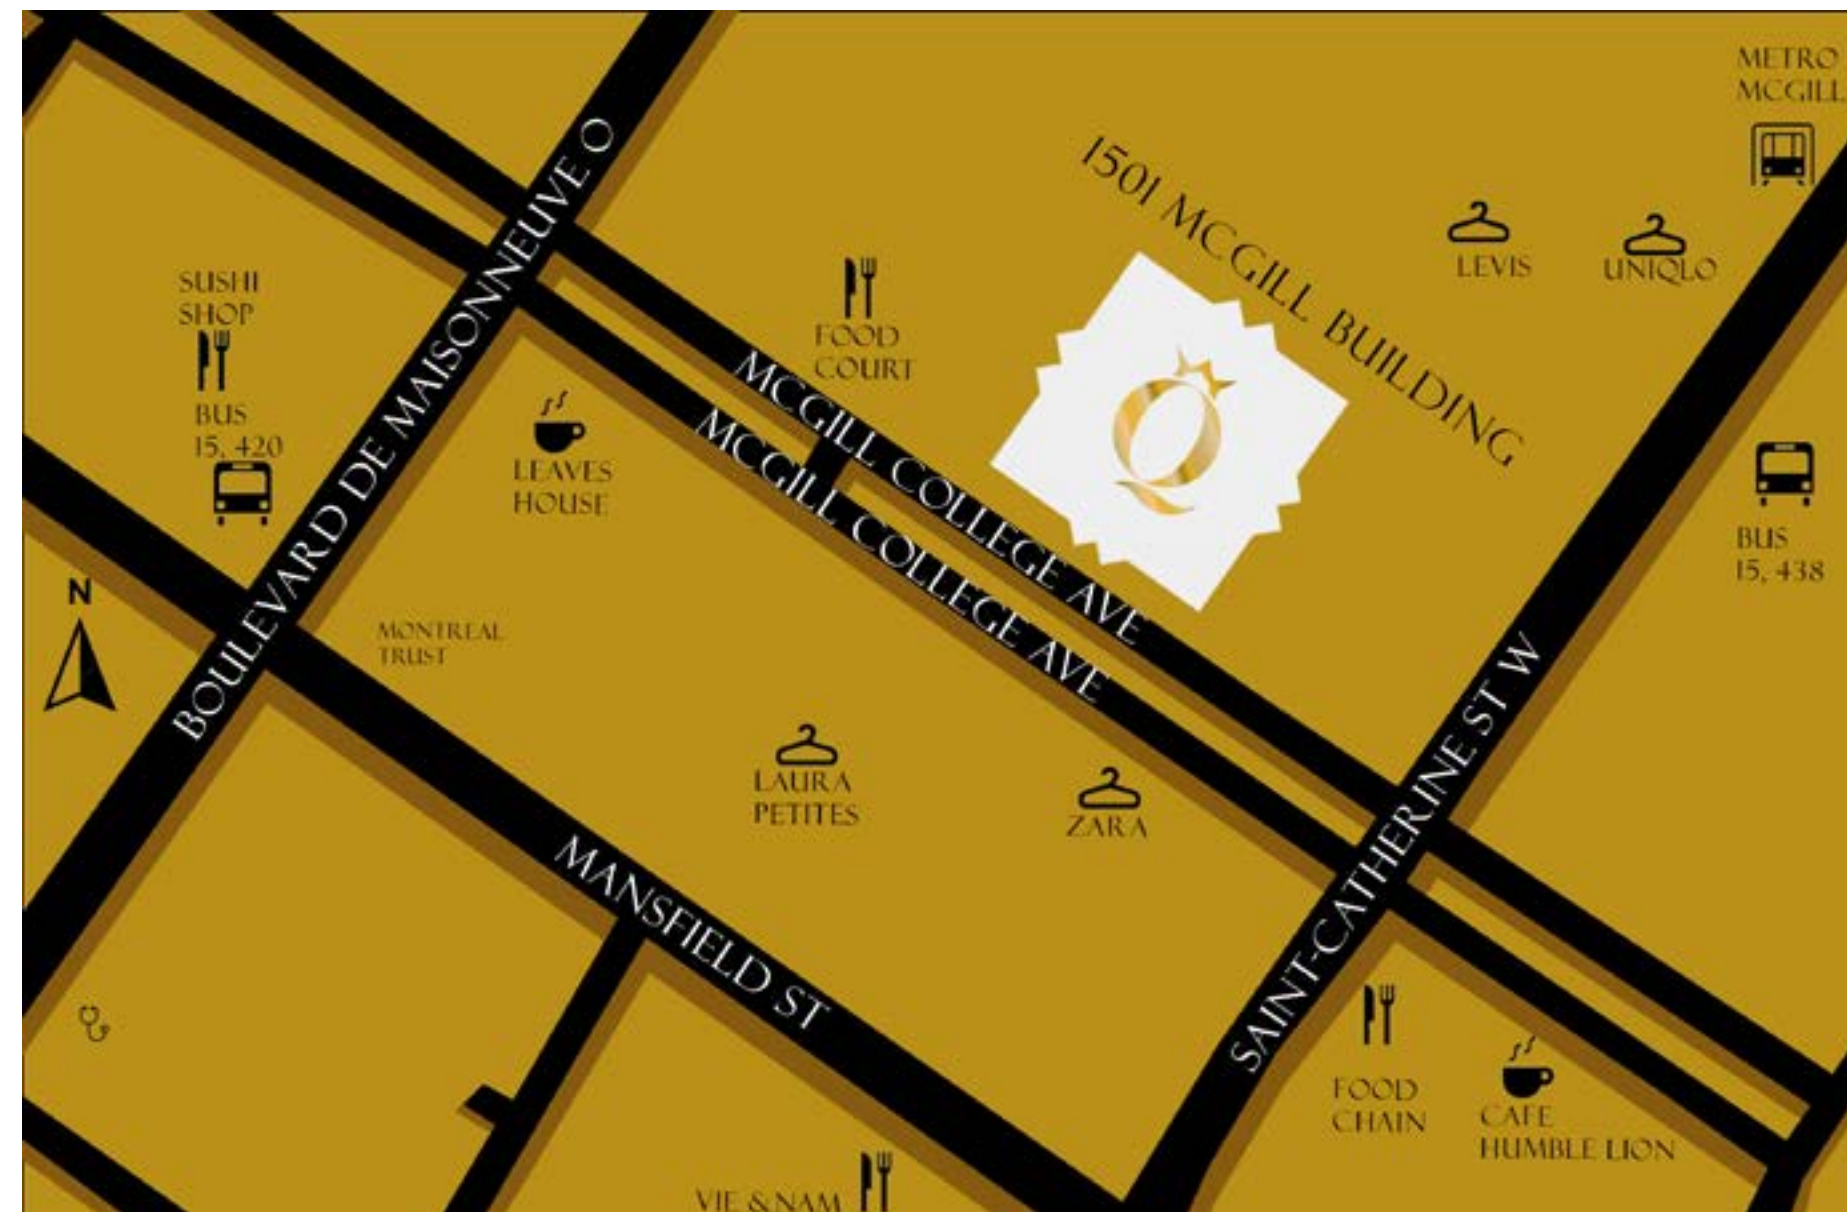 METRO
MCGILL
1501 MCGILL BUILDING
LEVIS
UNIQLO
BOULEVARD DE MAISONNEUVE O
SUSHI
SHOP
BUS
15, 420
FOOD
COURT
MCGILL COLLEGE AVE
MCGILL COLLEGE AVE
LEAVES
HOUSE
Q
BUS
15, 438
N
MONTREAL
TRUST
LAURA
PETITES
ZARA
SAINT-CATHERINE ST W
MANSFIELD ST
FOOD
CHAIN
CAFE
HUMBLE LION
VIE & NAM